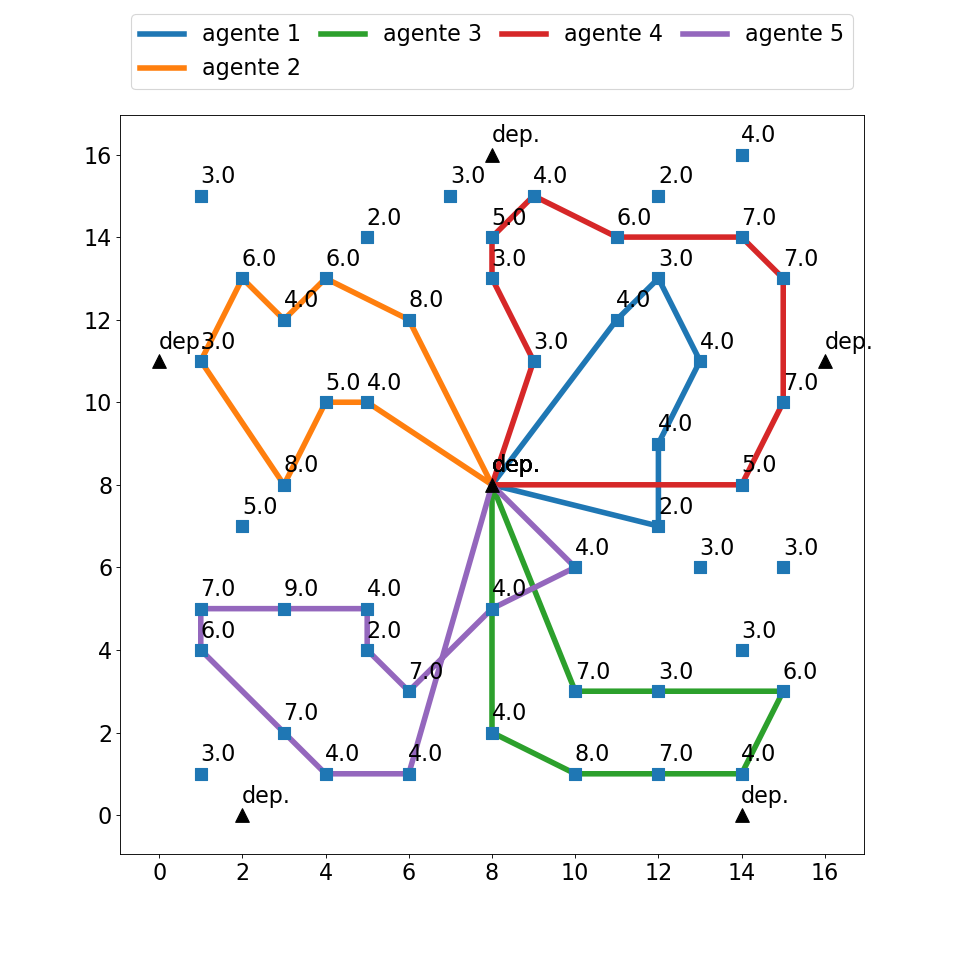 agente 1 agente 3 agente 4 agente 5
agente 2
4.0
16 dep.
3.0 3.0 4.0 2.0
2.0 5.0 6.0 7.0
14
6.0 6.0 3.0 3.0 7.0
4.0 8.0 4.0
12
dep. 3.0 3.0 4.0 dep.
5.0 4.0 7.0
10
4.0
8.0 dep. 5.0
8
5.0 2.0
4.0 3.0 3.0
6
7.0 9.0 4.0 4.0
6.0 2.0 3.0
4
7.0 7.0 3.0 6.0
7.0 4.0
2
3.0 4.0 4.0 8.0 7.0 4.0
dep. dep.
0
0 2 4 6 8 10 12 14 16